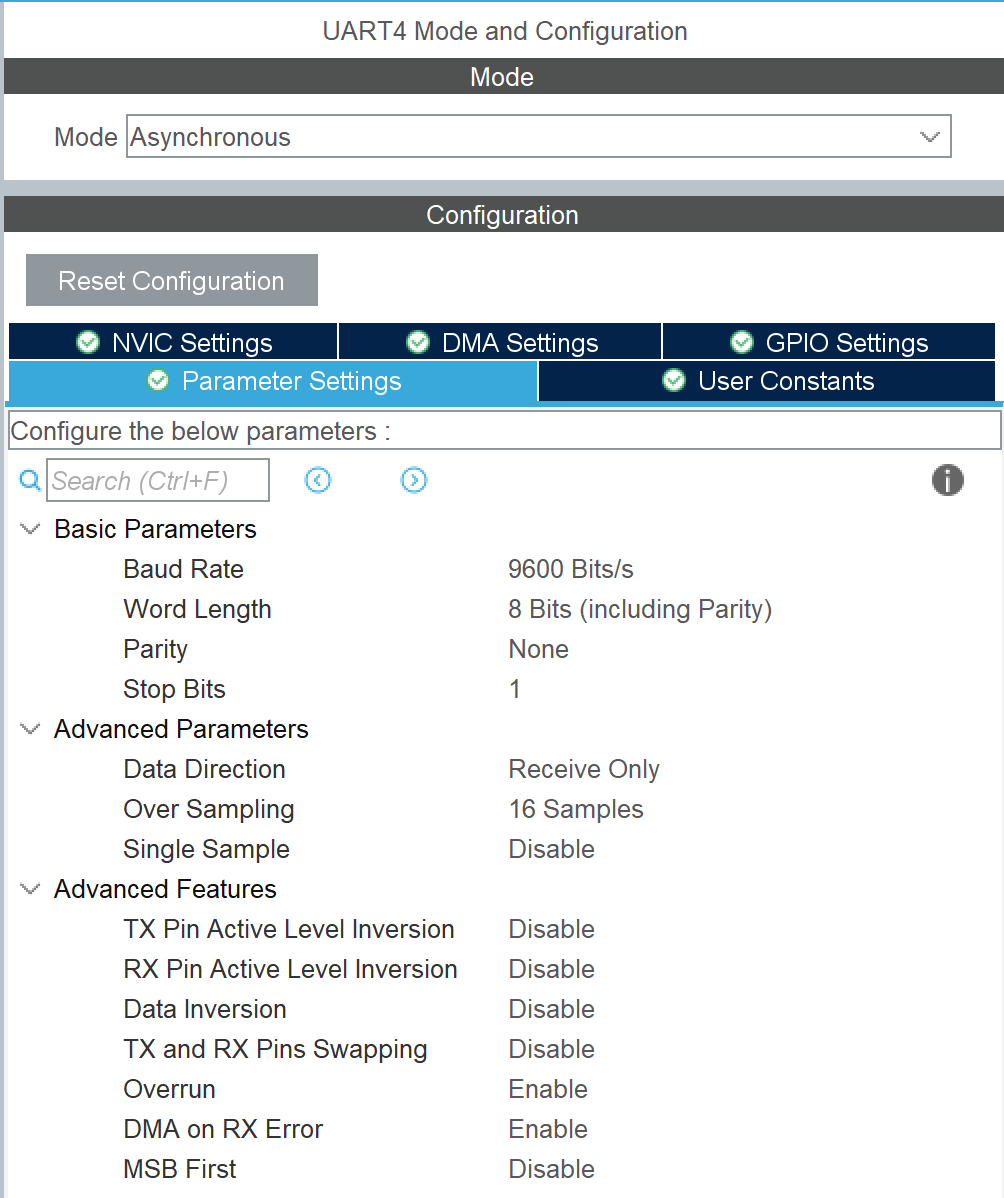 UART4 Mode and Configuration
Mode
Mode Asynchronous
Configuration
Reset Configuration
NVIC Settings DMA Settings GPIO Settings
Parameter Settings User Constants
Configure the below parameters :
Search (Ctrl+F)
Basic Parameters
Baud Rate 9600 Bits/s
Word Length 8 Bits (including Parity)
Parity None
Stop Bits 1
Advanced Parameters
Data Direction Receive Only
Over Sampling 16 Samples
Single Sample Disable
Advanced Features
TX Pin Active Level Inversion Disable
RX Pin Active Level Inversion Disable
Data Inversion Disable
TX and RX Pins Swapping Disable
Overrun Enable
DMA on RX Error Enable
MSB First Disable